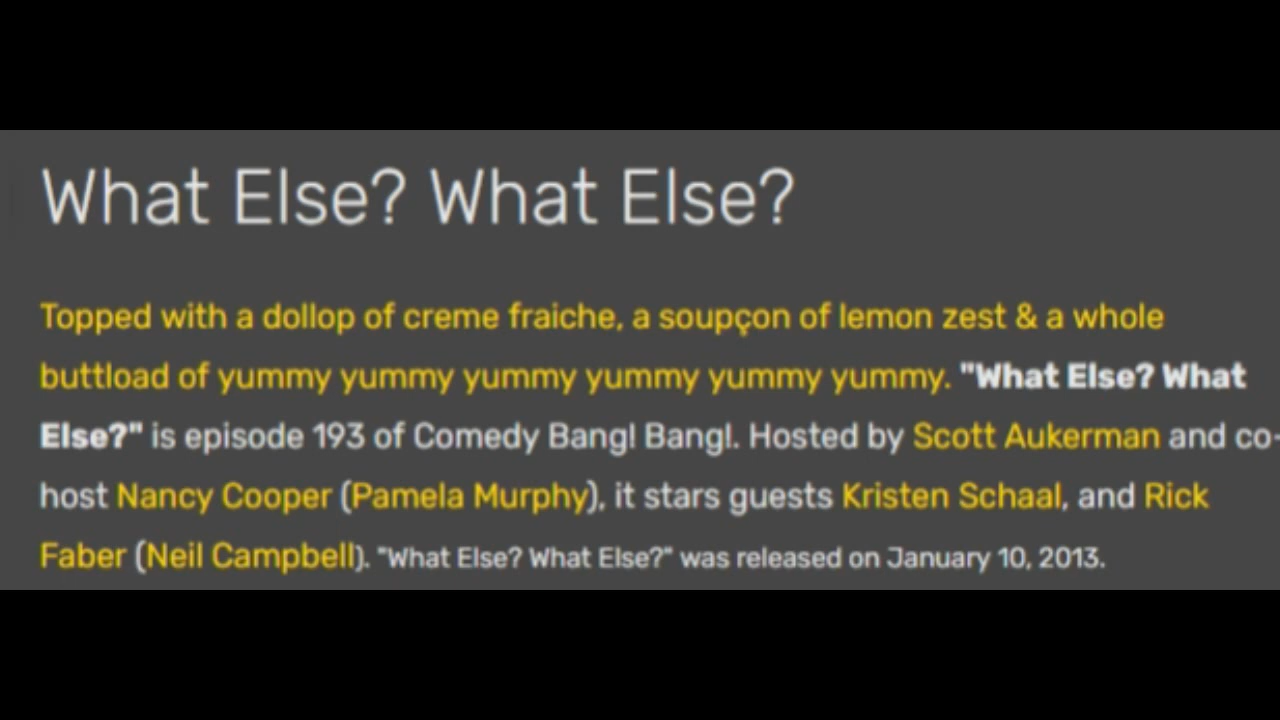 What Else? What Else?
Topped with a dollop of creme fraiche, a soupçon of lemon zest & a whole
buttload of yummy yummy yummy yummy yummy yummy. "What Else? What
Else?" is episode 193 of Comedy Bang! Bang!. Hosted by Scott Aukerman and co-
host Nancy Cooper (Pamela Murphy), it stars guests Kristen Schaal, and Rick
Faber (Neil Campbell). "What Else? What Else?" was released on January 10, 2013.